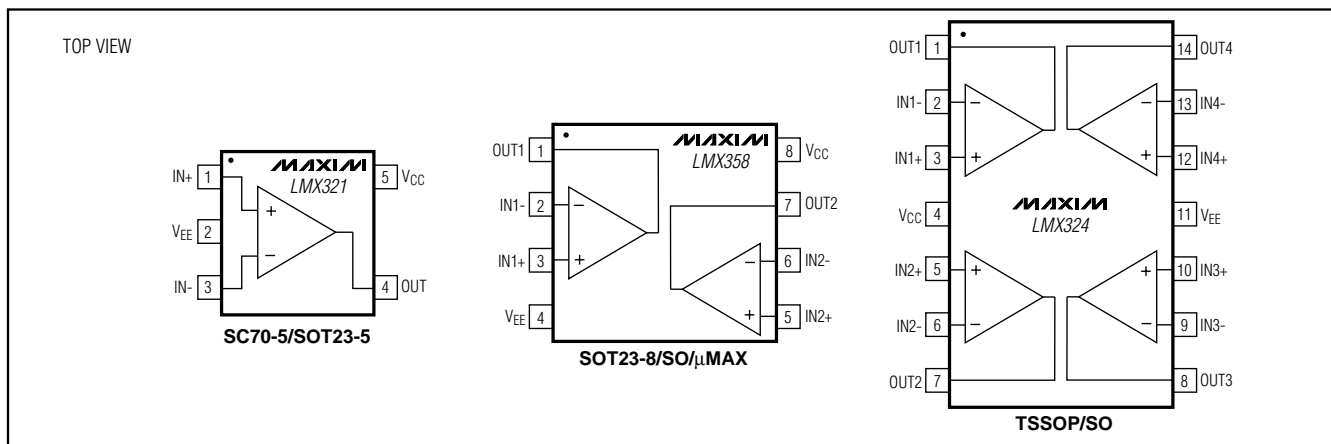 TOP VIEW
MAXIM
LMX321
IN+ 1
VEE 2
IN- 3
5 VCC
4 OUT
+
−
SC70-5/SOT23-5
MAXIM
LMX358
OUT1 1
IN1- 2
IN1+ 3
VEE 4
8 VCC
7 OUT2
6 IN2-
5 IN2+
−
+
−
+
SOT23-8/SO/µMAX
MAXIM
LMX324
OUT1 1
IN1- 2
IN1+ 3
VCC 4
IN2+ 5
IN2- 6
OUT2 7
14 OUT4
13 IN4-
12 IN4+
11 VEE
10 IN3+
9 IN3-
8 OUT3
− −
+ +
+ +
− −
TSSOP/SO